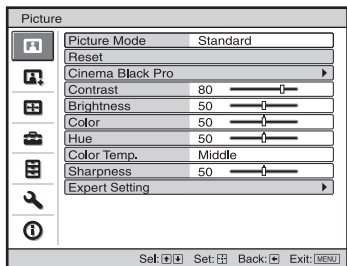 Picture
Picture Mode Standard
Reset
Cinema Black Pro
Contrast 80
Brightness 50
Color 50
Hue 50
Color Temp. Middle
Sharpness 50
Expert Setting
Sel: Set: Back: Exit: MENU